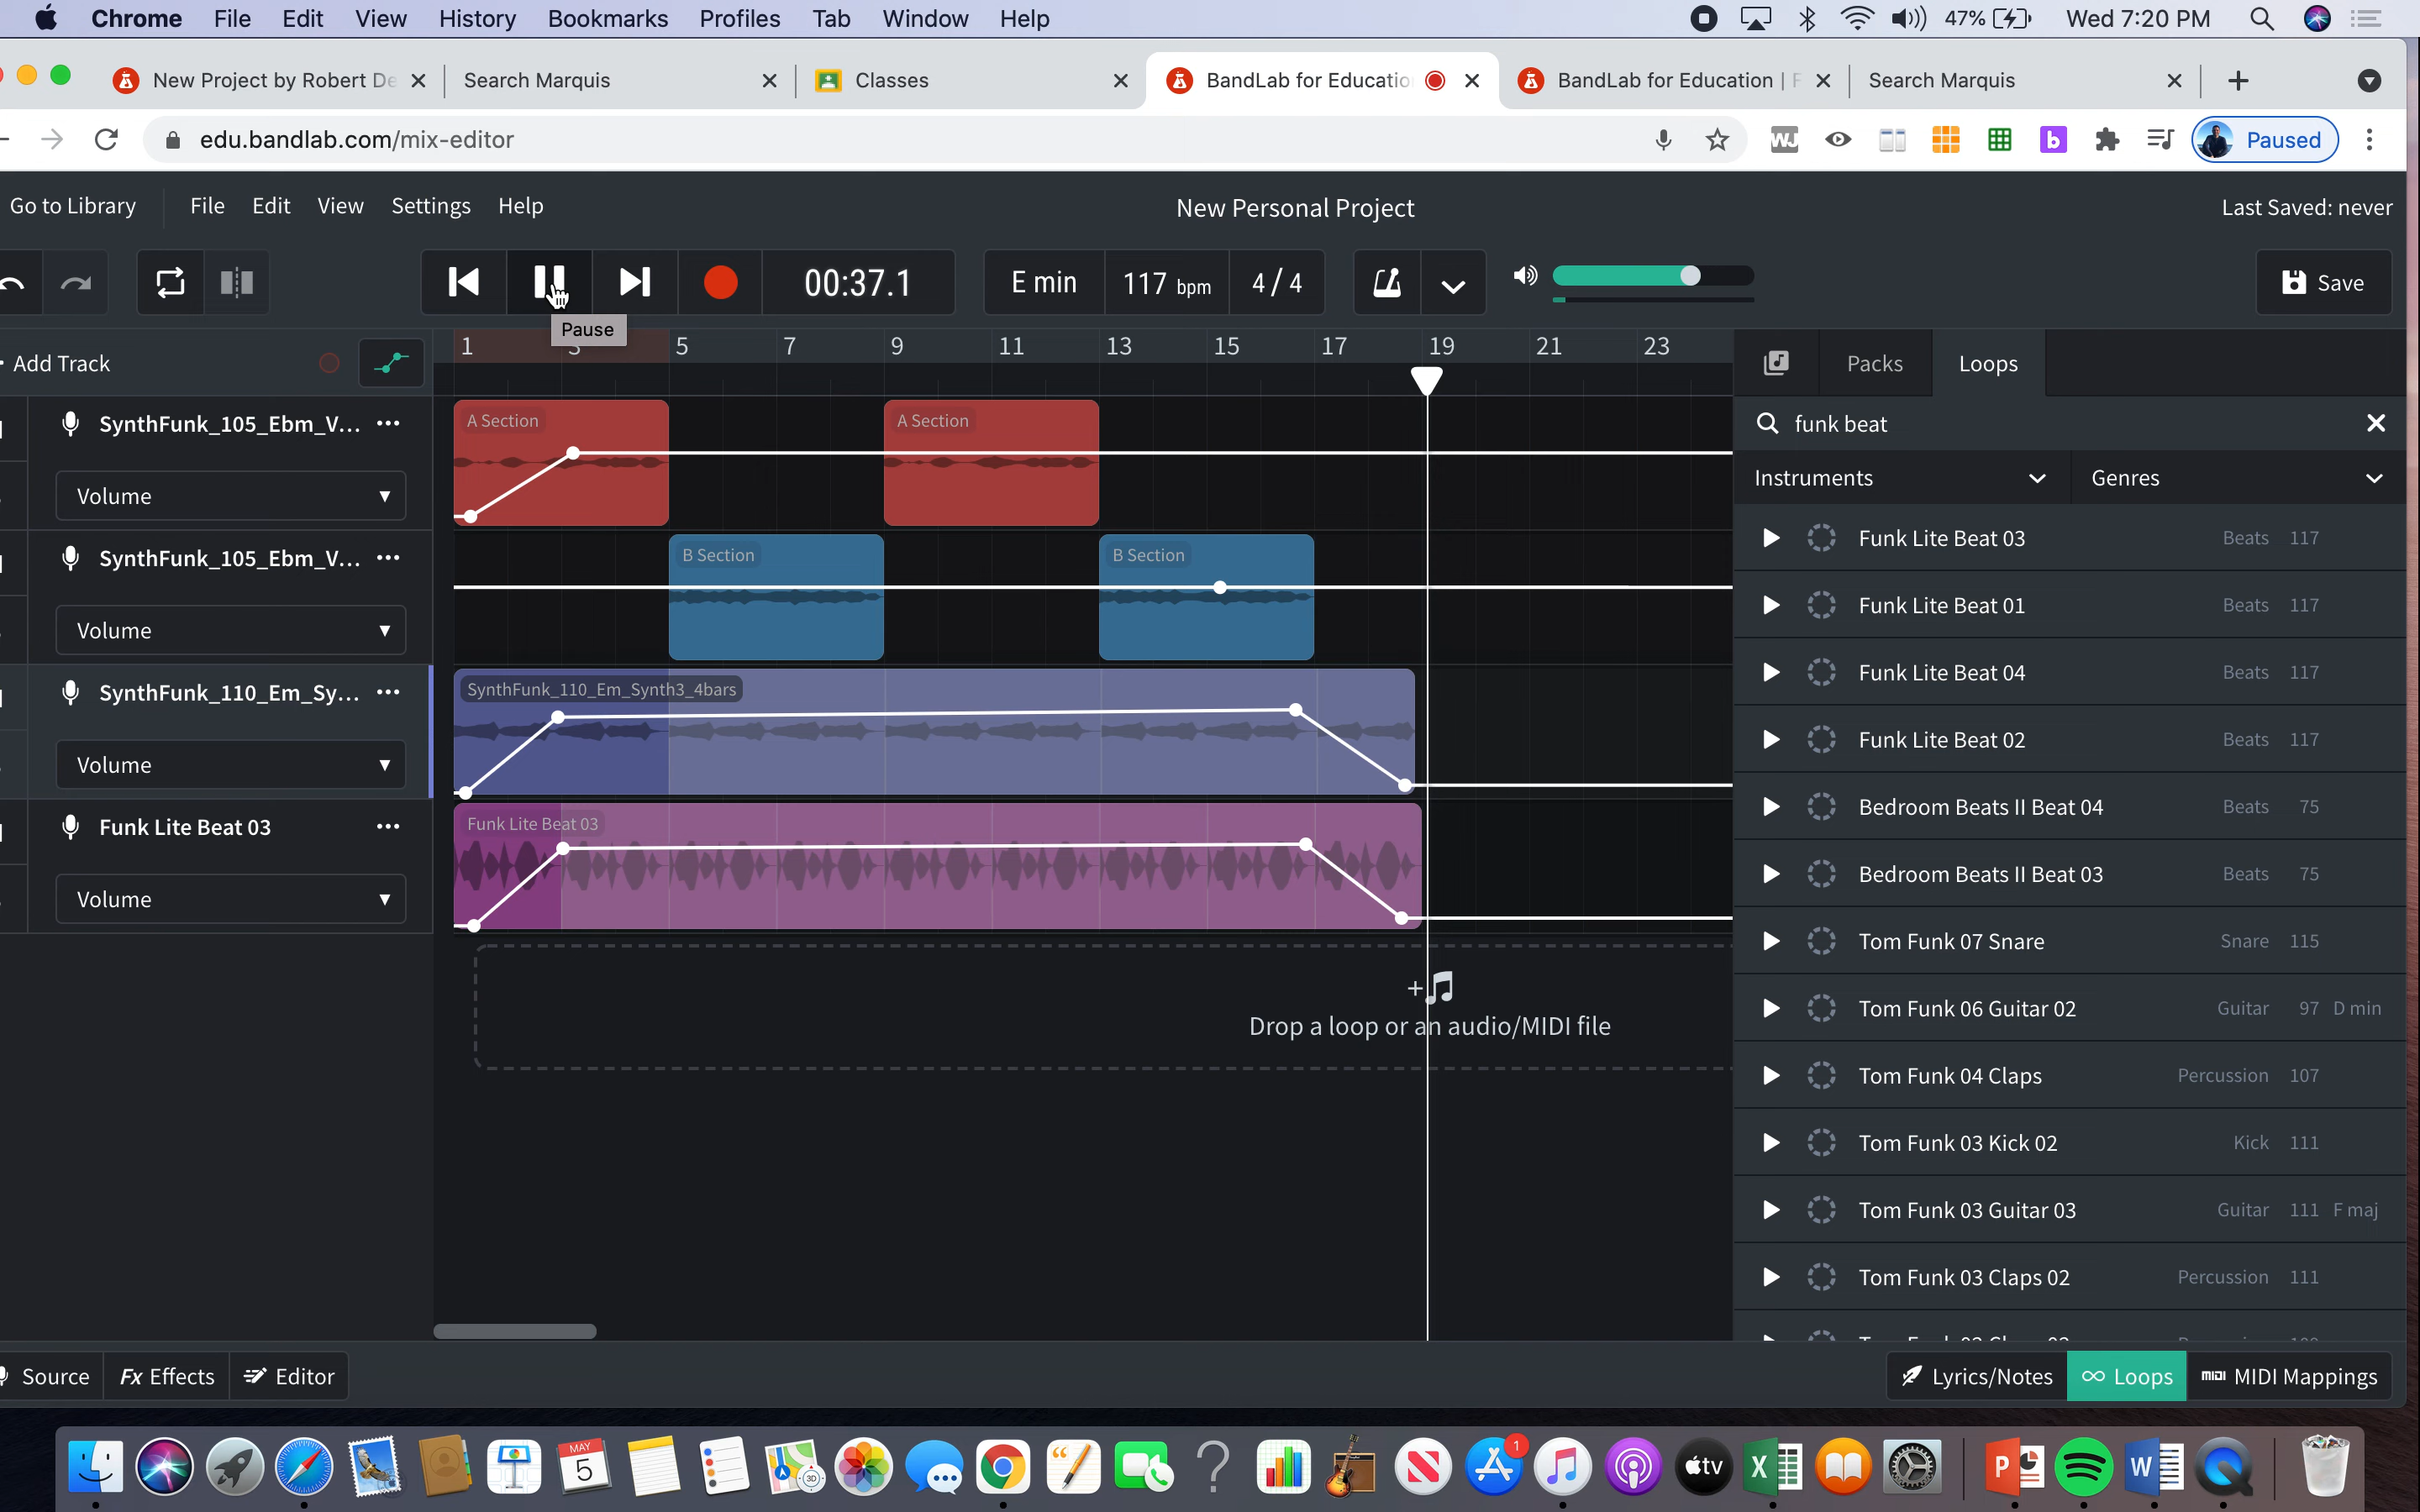 Chrome File Edit View History Bookmarks Profiles Tab Window Help 47% Wed 7:20 PM
New Project by Robert De Search Marquis Classes BandLab for Educatio BandLab for Education | Search Marquis
edu.bandlab.com/mix-editor Paused
Go to Library File Edit View Settings Help New Personal Project Last Saved: never
00:37.1 E min 117 bpm 4/4 Save
Pause
Add Track 1 3 5 7 9 11 13 15 17 19 21 23 Packs Loops
SynthFunk_105_Ebm_V... A Section A Section funk beat
Volume Instruments Genres
SynthFunk_105_Ebm_V... B Section B Section
Volume
SynthFunk_110_Em_Sy... SynthFunk_110_Em_Synth3_4bars
Volume
Funk Lite Beat 03 Funk Lite Beat 03
Volume
+
Drop a loop or an audio/MIDI file
Funk Lite Beat 03 Beats 117
Funk Lite Beat 01 Beats 117
Funk Lite Beat 04 Beats 117
Funk Lite Beat 02 Beats 117
Bedroom Beats II Beat 04 Beats 75
Bedroom Beats II Beat 03 Beats 75
Tom Funk 07 Snare Snare 115
Tom Funk 06 Guitar 02 Guitar 97 D min
Tom Funk 04 Claps Percussion 107
Tom Funk 03 Kick 02 Kick 111
Tom Funk 03 Guitar 03 Guitar 111 F maj
Tom Funk 03 Claps 02 Percussion 111
Source Fx Effects Editor Lyrics/Notes Loops MIDI MIDI Mappings
MAY
5
3D
1
tv
X
P
W